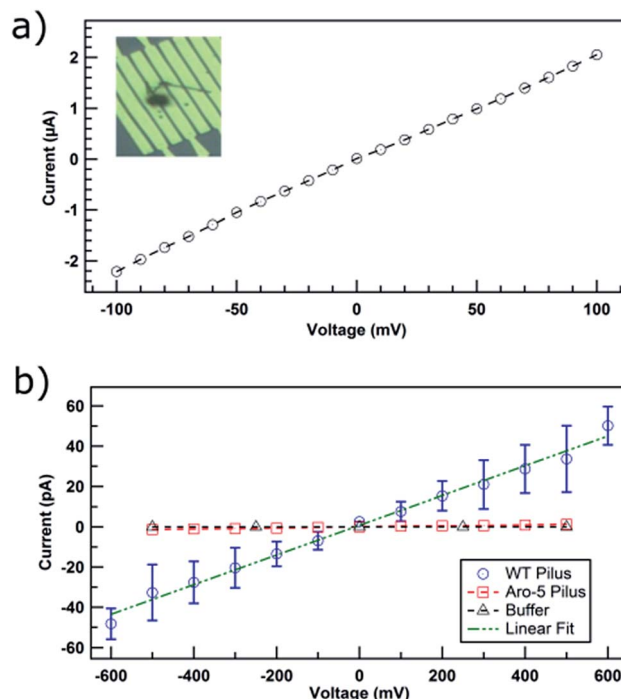 a)
2
1
0
-1
-2
Current (µA)
-100
-50
0
50
100
Voltage (mV)
b)
60
40
20
0
-20
-40
-60
Current (pA)
WT Pilus
Aro-5 Pilus
Buffer
Linear Fit
-600
-400
-200
0
200
400
600
Voltage (mV)